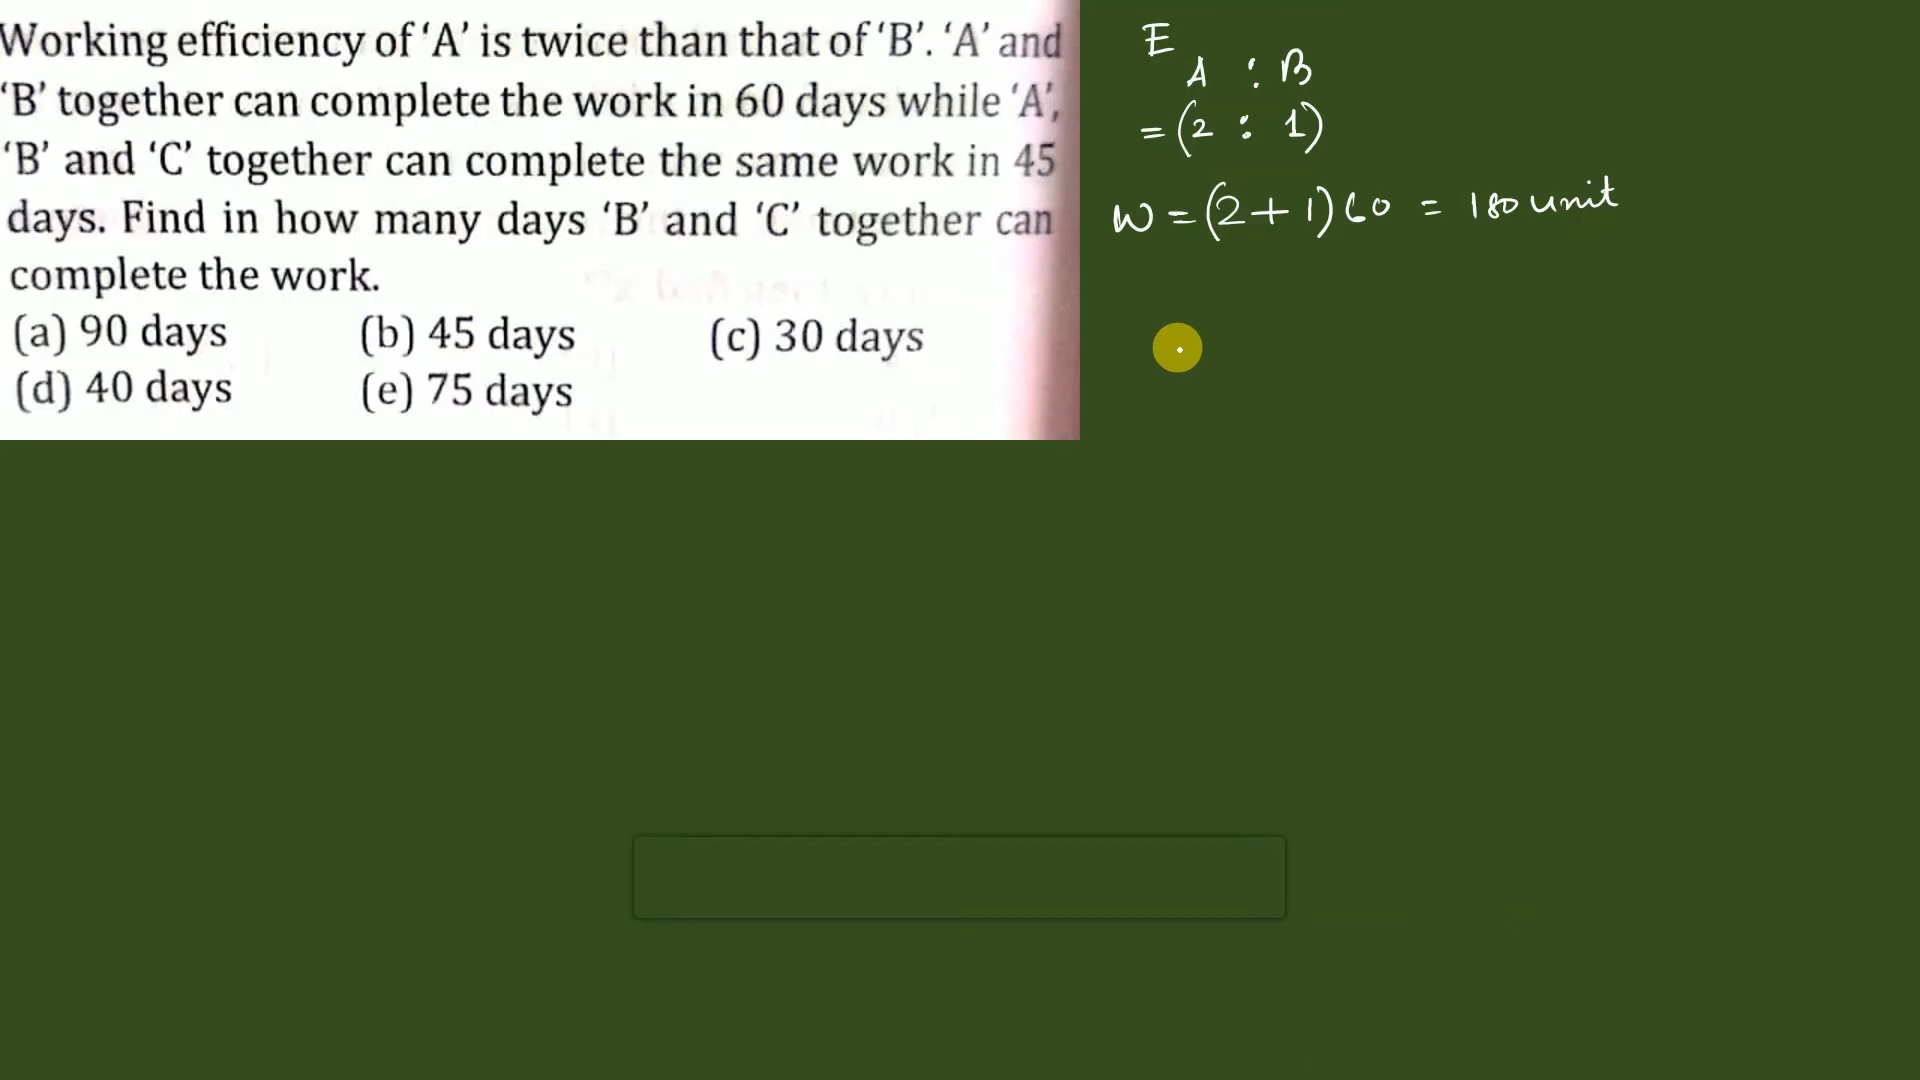 Working efficiency of ‘A’ is twice than that of ‘B’. ‘A’ and
‘B’ together can complete the work in 60 days while ‘A’,
‘B’ and ‘C’ together can complete the same work in 45
days. Find in how many days ‘B’ and ‘C’ together can
complete the work.
(a) 90 days (b) 45 days (c) 30 days
(d) 40 days (e) 75 days
E
A : B
= (2 : 1)
W = (2+1)60 = 180 unit